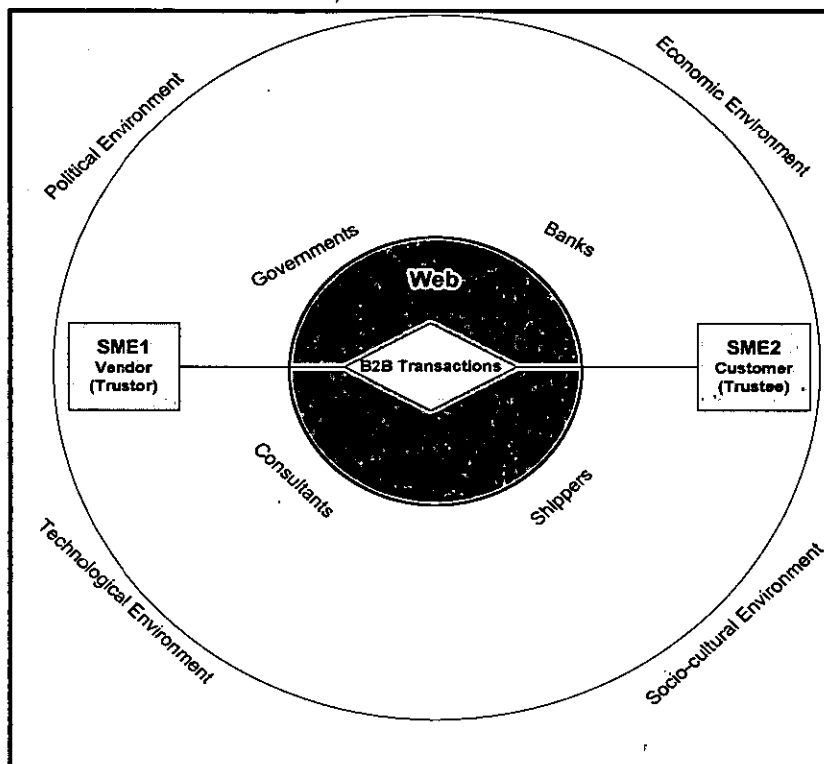 Political Environment
Economic Environment
Governments
Banks
Web
SME1
Vendor
(Trustor)
B2B Transactions
SME2
Customer
(Trustee)
Consultants
Shippers
Technological Environment
Socio-cultural Environment